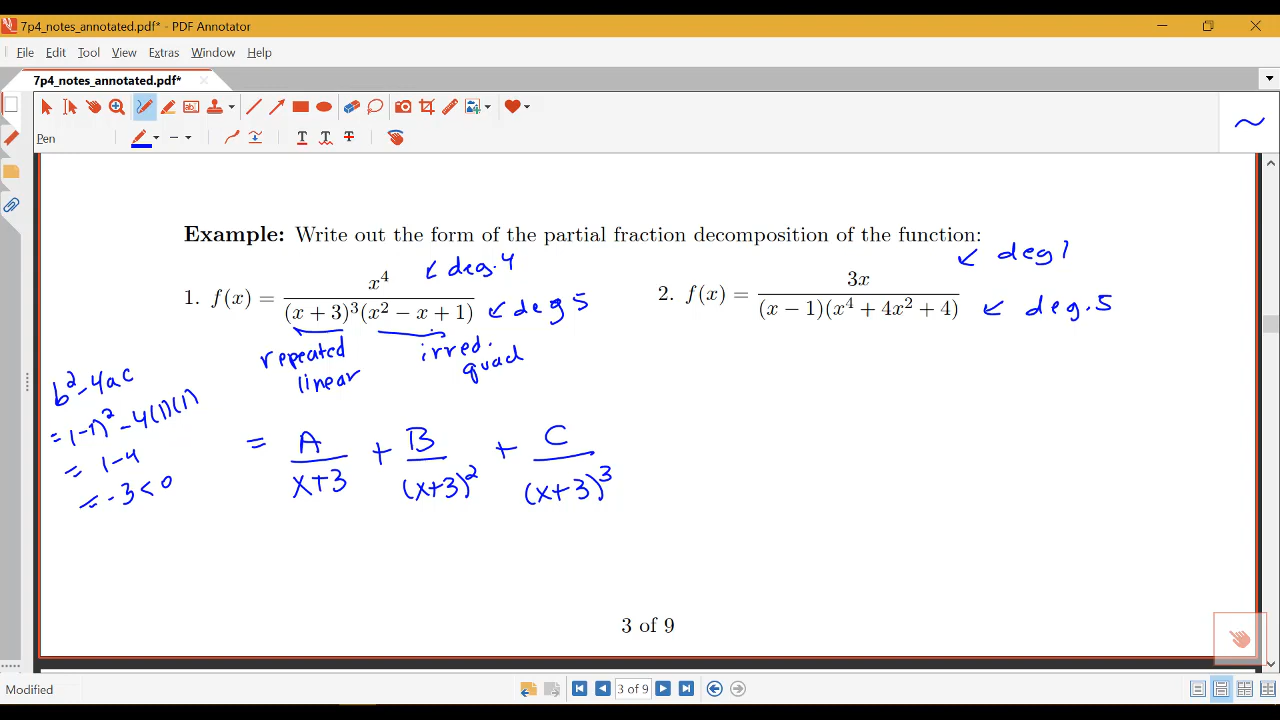 7p4_notes_annotated.pdf* - PDF Annotator
File Edit Tool View Extras Window Help
7p4_notes_annotated.pdf*
Pen
Example: Write out the form of the partial fraction decomposition of the function:
1. f(x) = x^4 / ((x + 3)^3(x^2 − x + 1)
↙ deg. 4
↙ deg 5
2. f(x) = 3x / ((x − 1)(x^4 + 4x^2 + 4)
↙ deg 1
↙ deg. 5
repeated
linear
irred.
quad
b^2 - 4ac
= (-1)^2 - 4(1)(1)
= 1-4
= -3 < 0
= A/(x+3) + B/(x+3)^2 + C/(x+3)^3
3 of 9
Modified
3 of 9